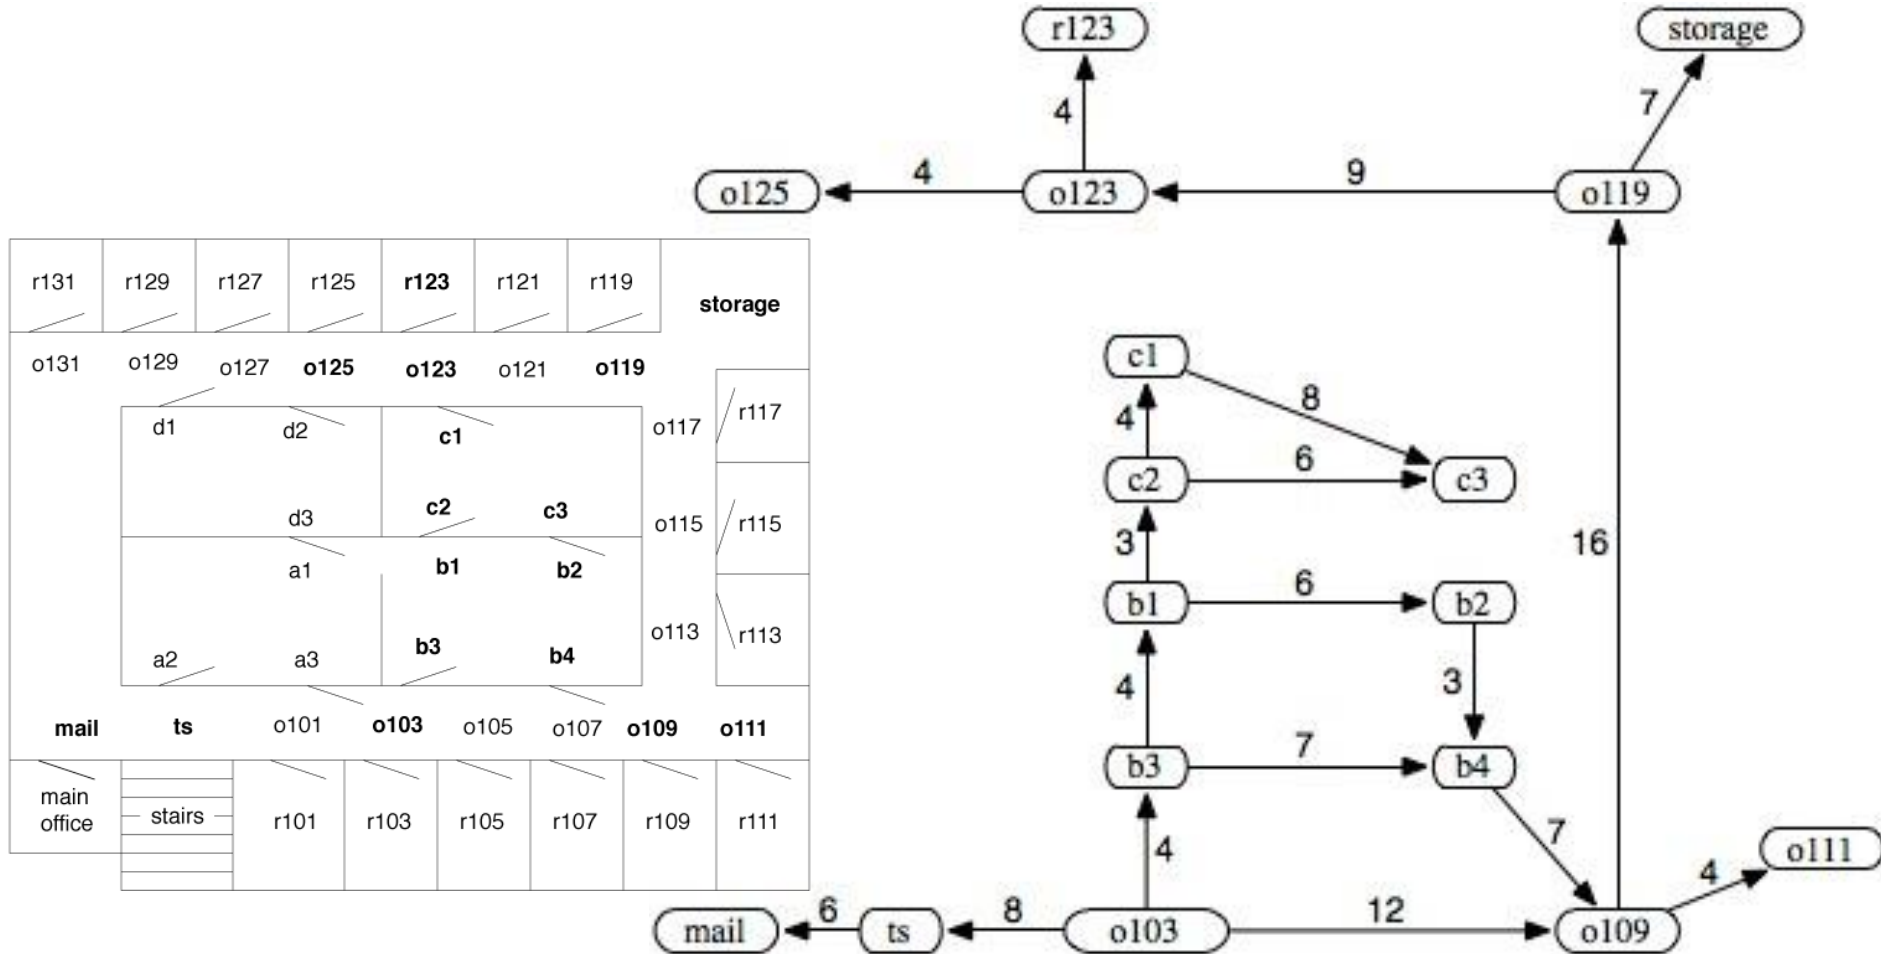 r123
storage
4
7
o125
4
o123
9
o119
r131 r129 r127 r125 r123 r121 r119
storage
o131 o129 o127 o125 o123 o121 o119
d1 d2 c1 o117 r117
d3 c2 c3 o115 r115
a1 b1 b2
a2 a3 b3 b4 o113 r113
mail ts o101 o103 o105 o107 o109 o111
main
office
stairs r101 r103 r105 r107 r109 r111
c1
8
4
c2
6
c3
3
16
b1
6
b2
4
3
b3
7
b4
4
7
4
o111
mail
6
ts
8
o103
12
o109